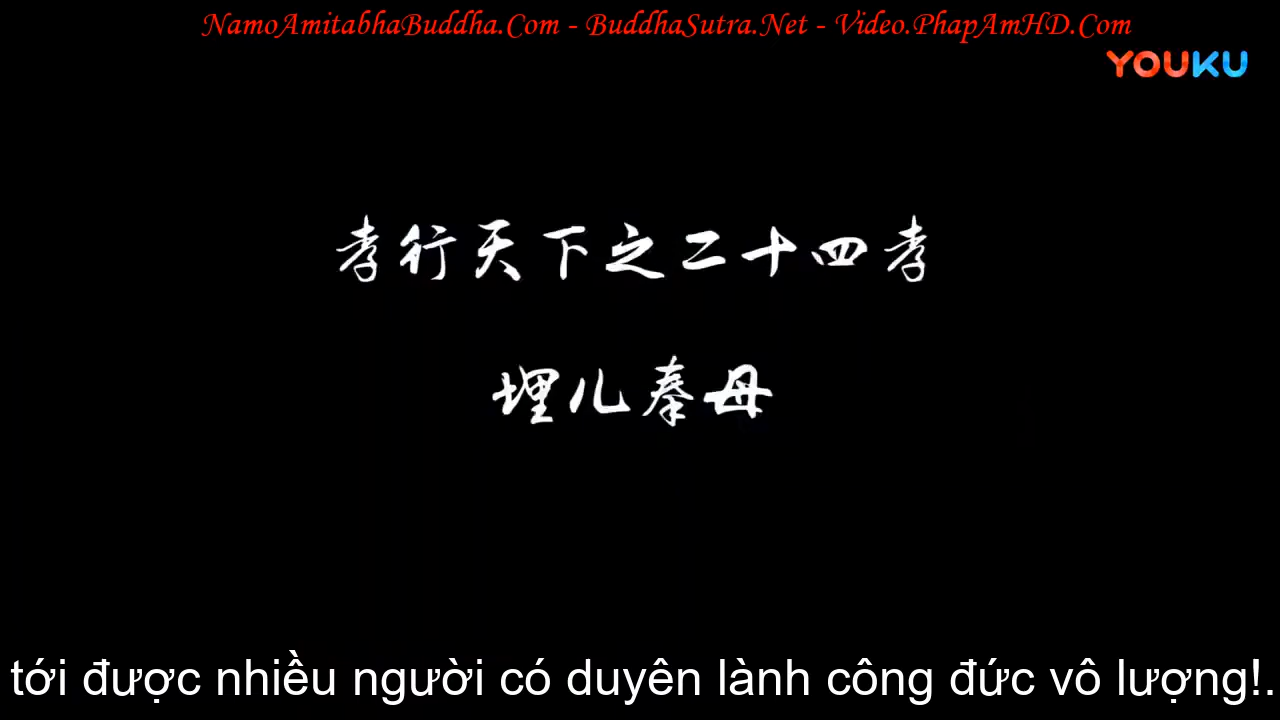 NamoAmitabhaBuddha.Com - BuddhaSutra.Net - Video.PhapAmHD.Com
YOUKU
孝行天下之二十四孝
埋儿奉母
tới được nhiều người có duyên lành công đức vô lượng!.